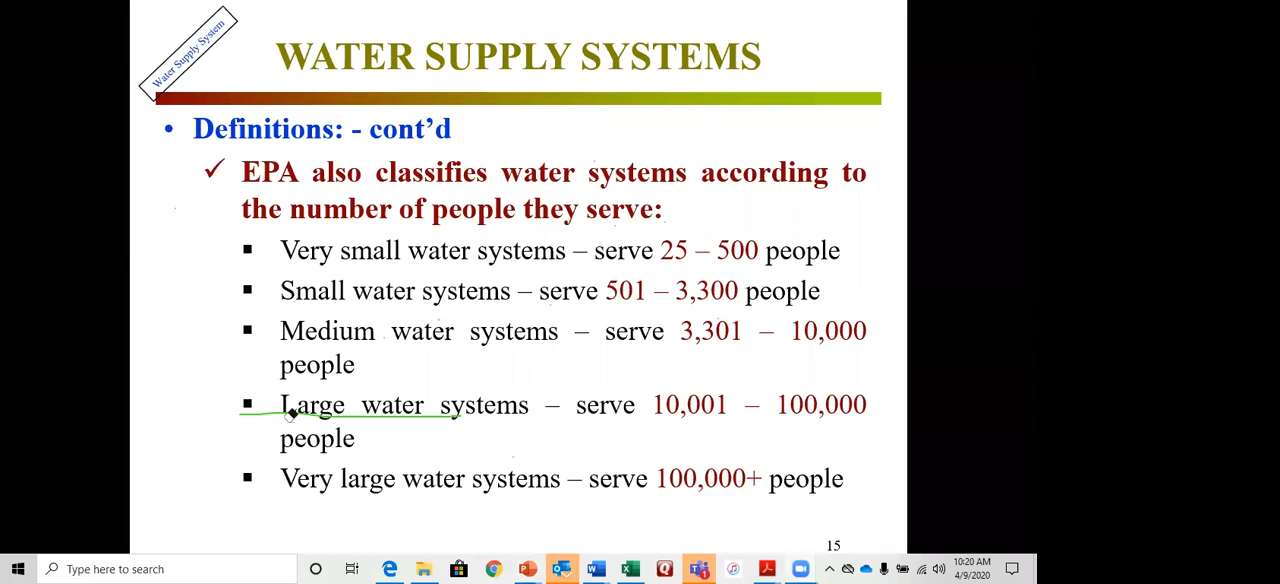 Water Supply System
WATER SUPPLY SYSTEMS
• Definitions: - cont’d
✓ EPA also classifies water systems according to
the number of people they serve:
▪ Very small water systems – serve 25 – 500 people
▪ Small water systems – serve 501 – 3,300 people
▪ Medium water systems – serve 3,301 – 10,000
people
▪ Large water systems – serve 10,001 – 100,000
people
▪ Very large water systems – serve 100,000+ people
15
Type here to search
10:20 AM
4/9/2020